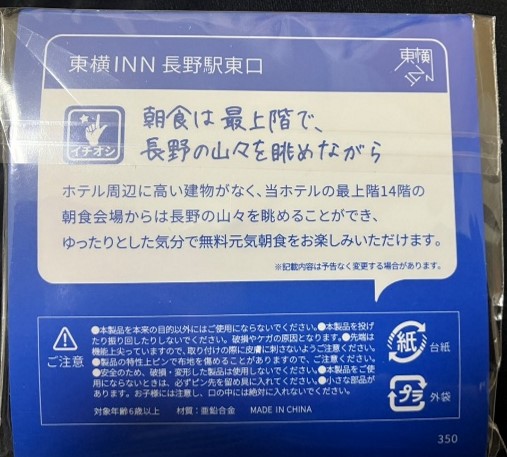 東横INN 長野駅東口
東横
INN
イチオシ
朝食は最上階で、
長野の山々を眺めながら
ホテル周辺に高い建物がなく、当ホテルの最上階14階の
朝食会場からは長野の山々を眺めることができ、
ゆったりとした気分で無料元気朝食をお楽しみいただけます。
※記載内容は予告なく変更する場合があります。
ご注意
●本製品を本来の目的以外にはご使用にならないでください。●本製品を投げ
たり振り回したりしないでください。破損やケガの原因となります。●先端は
機能上尖っていますので、取り付けの際に皮膚に刺さないようご注意ください。
●製品の特性上ピンで布地を傷めることがありますので、ご注意ください。
●安全のため、破損・変形した製品は使用しないでください。●本製品をご使
用にならないときは、必ずピン先を留め具に入れてください。●小さな部品が
あります。お子様には注意し、口の中には絶対に入れないでください。
対象年齢6歳以上 材質：亜鉛合金 MADE IN CHINA
紙 台紙
プラ 外袋
350